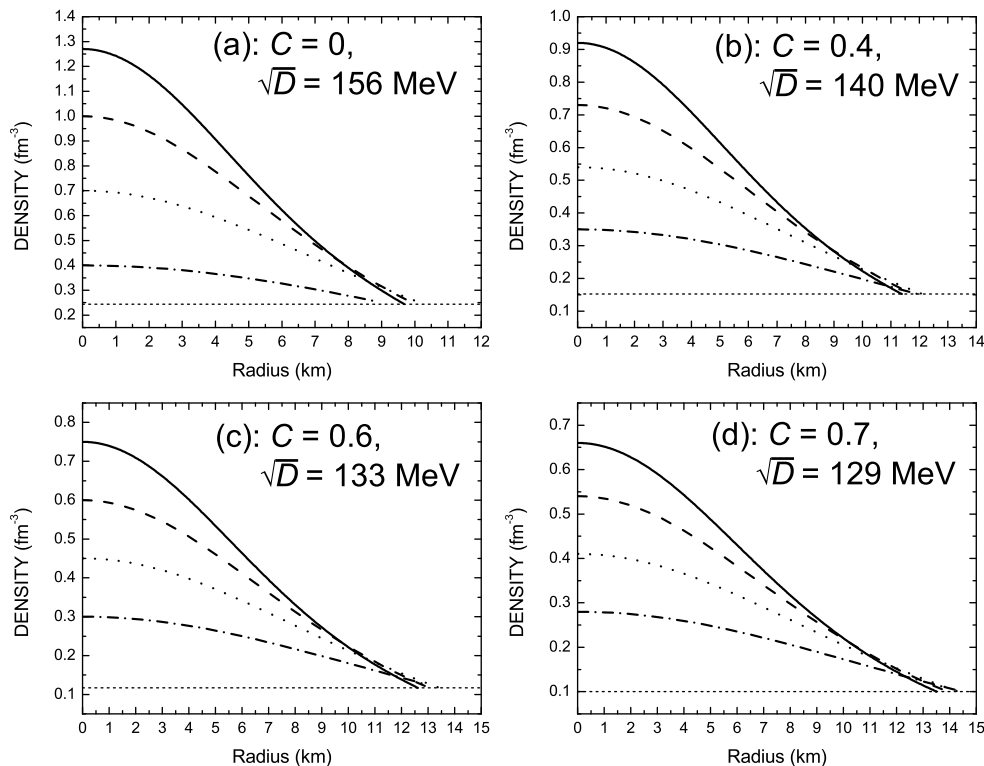 (a): C = 0,
√D = 156 MeV
DENSITY (fm⁻³)
1.4
1.3
1.2
1.1
1.0
0.9
0.8
0.7
0.6
0.5
0.4
0.3
0.2
0 1 2 3 4 5 6 7 8 9 10 11 12
Radius (km)
(b): C = 0.4,
√D = 140 MeV
DENSITY (fm⁻³)
1.0
0.9
0.8
0.7
0.6
0.5
0.4
0.3
0.2
0.1
0 1 2 3 4 5 6 7 8 9 10 11 12 13 14
Radius (km)
(c): C = 0.6,
√D = 133 MeV
DENSITY (fm⁻³)
0.8
0.7
0.6
0.5
0.4
0.3
0.2
0.1
0 1 2 3 4 5 6 7 8 9 10 11 12 13 14 15
Radius (km)
(d): C = 0.7,
√D = 129 MeV
DENSITY (fm⁻³)
0.7
0.6
0.5
0.4
0.3
0.2
0.1
0 1 2 3 4 5 6 7 8 9 10 11 12 13 14 15
Radius (km)